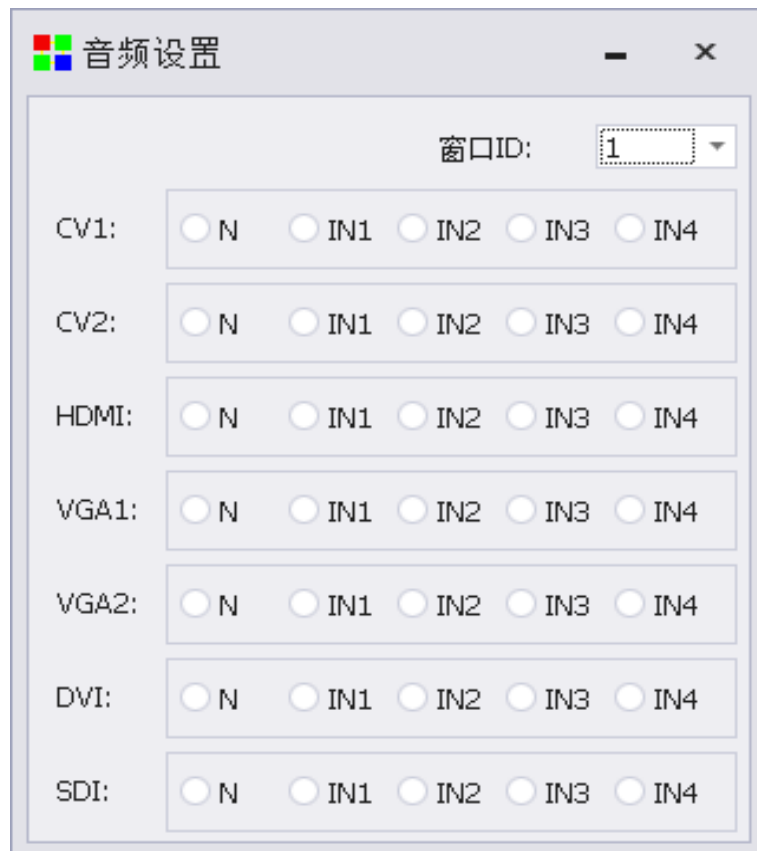 音频设置
窗口ID: 1
CV1: N IN1 IN2 IN3 IN4
CV2: N IN1 IN2 IN3 IN4
HDMI: N IN1 IN2 IN3 IN4
VGA1: N IN1 IN2 IN3 IN4
VGA2: N IN1 IN2 IN3 IN4
DVI: N IN1 IN2 IN3 IN4
SDI: N IN1 IN2 IN3 IN4